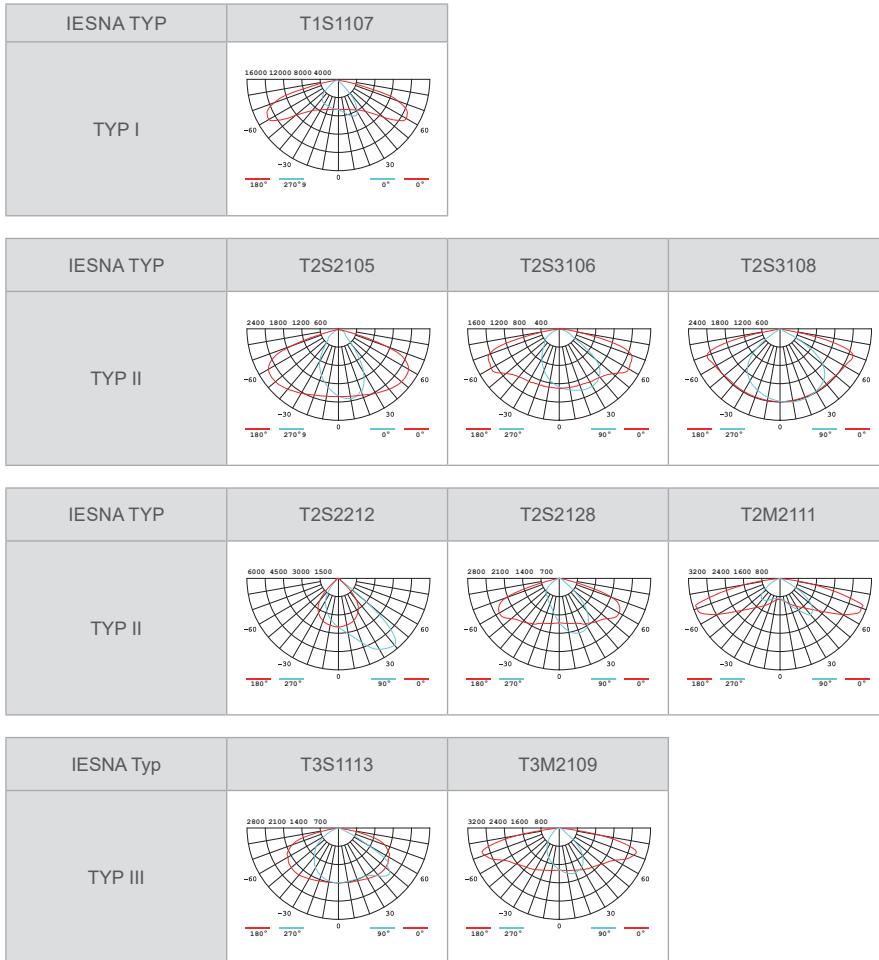 IESNA TYP T1S1107
TYP I
16000 12000 8000 4000
-60 60
-30 30
0
180° 270°9 0° 0°
IESNA TYP T2S2105 T2S3106 T2S3108
TYP II
2400 1800 1200 600 1600 1200 800 400 2400 1800 1200 600
-60 60 -60 60 -60 60
-30 30 -30 30 -30 30
0 0 0
180° 270°9 0° 0° 180° 270° 90° 0° 180° 270° 90° 0°
IESNA TYP T2S2212 T2S2128 T2M2111
TYP II
6000 4500 3000 1500 2800 2100 1400 700 3200 2400 1600 800
-60 60 -60 60 -60 60
-30 30 -30 30 -30 30
0 0 0
180° 270° 90° 0° 180° 270° 90° 0° 180° 270° 90° 0°
IESNA Typ T3S1113 T3M2109
TYP III
2800 2100 1400 700 3200 2400 1600 800
-60 60 -60 60
-30 30 -30 30
0 0
180° 270° 90° 0° 180° 270° 90° 0°